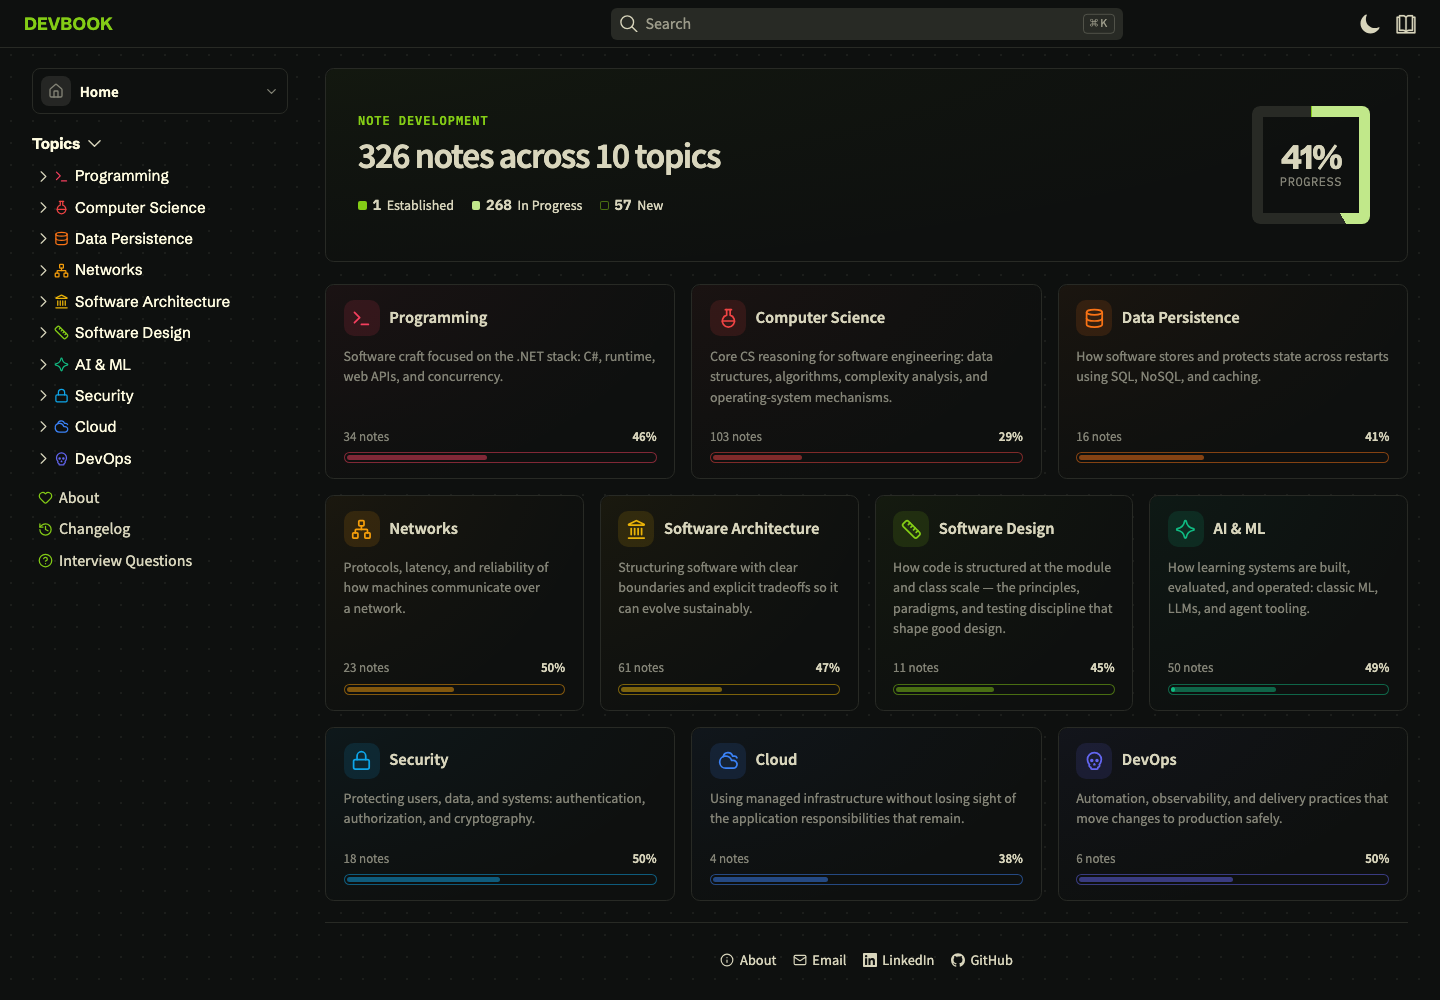 DEVBOOK
Search
⌘K
Home
Topics
Programming
Computer Science
Data Persistence
Networks
Software Architecture
Software Design
AI & ML
Security
Cloud
DevOps
About
Changelog
Interview Questions
NOTE DEVELOPMENT
326 notes across 10 topics
1 Established 268 In Progress 57 New
41%
PROGRESS
Programming
Software craft focused on the .NET stack: C#, runtime,
web APIs, and concurrency.
34 notes 46%
Computer Science
Core CS reasoning for software engineering: data
structures, algorithms, complexity analysis, and
operating-system mechanisms.
103 notes 29%
Data Persistence
How software stores and protects state across restarts
using SQL, NoSQL, and caching.
16 notes 41%
Networks
Protocols, latency, and reliability of
how machines communicate over
a network.
23 notes 50%
Software Architecture
Structuring software with clear
boundaries and explicit tradeoffs so it
can evolve sustainably.
61 notes 47%
Software Design
How code is structured at the module
and class scale — the principles,
paradigms, and testing discipline that
shape good design.
11 notes 45%
AI & ML
How learning systems are built,
evaluated, and operated: classic ML,
LLMs, and agent tooling.
50 notes 49%
Security
Protecting users, data, and systems: authentication,
authorization, and cryptography.
18 notes 50%
Cloud
Using managed infrastructure without losing sight of
the application responsibilities that remain.
4 notes 38%
DevOps
Automation, observability, and delivery practices that
move changes to production safely.
6 notes 50%
About Email LinkedIn GitHub